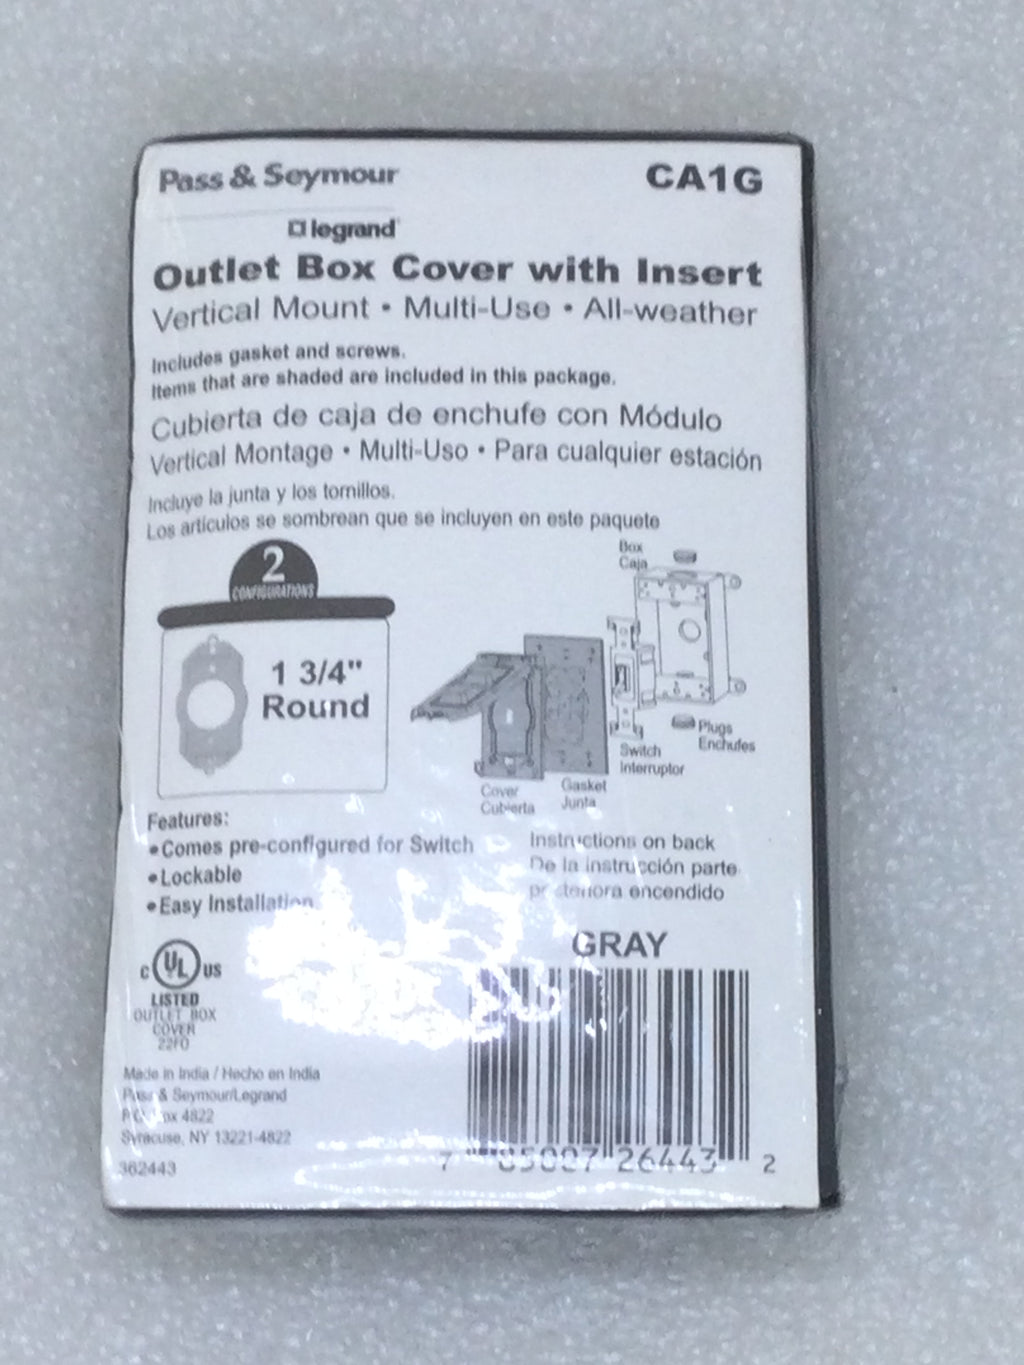 Pass & Seymour
CA1G
legrand
Outlet Box Cover with Insert
Vertical Mount • Multi-Use • All-weather
Includes gasket and screws.
Items that are shaded are included in this package.
Cubierta de caja de enchufe con Módulo
Vertical Montage • Multi-Uso • Para cualquier estación
Incluye la junta y los tornillos.
Los artículos se sombrean que se incluyen en este paquete
2
CONFIGURATIONS
1 3/4"
Round
Box
Caja
Plugs
Enchufes
Switch
Interruptor
Gasket
Junta
Cover
Cubierta
Features:
• Comes pre-configured for Switch
• Lockable
• Easy Installation
Instructions on back
De la instrucción parte
posteriora encendido
GRAY
C UL US
LISTED
OUTLET BOX
COVER
22FO
Made in India / Hecho en India
Pass & Seymour/Legrand
P.O. Box 4822
Syracuse, NY 13221-4822
362443
7 85007 26443 2